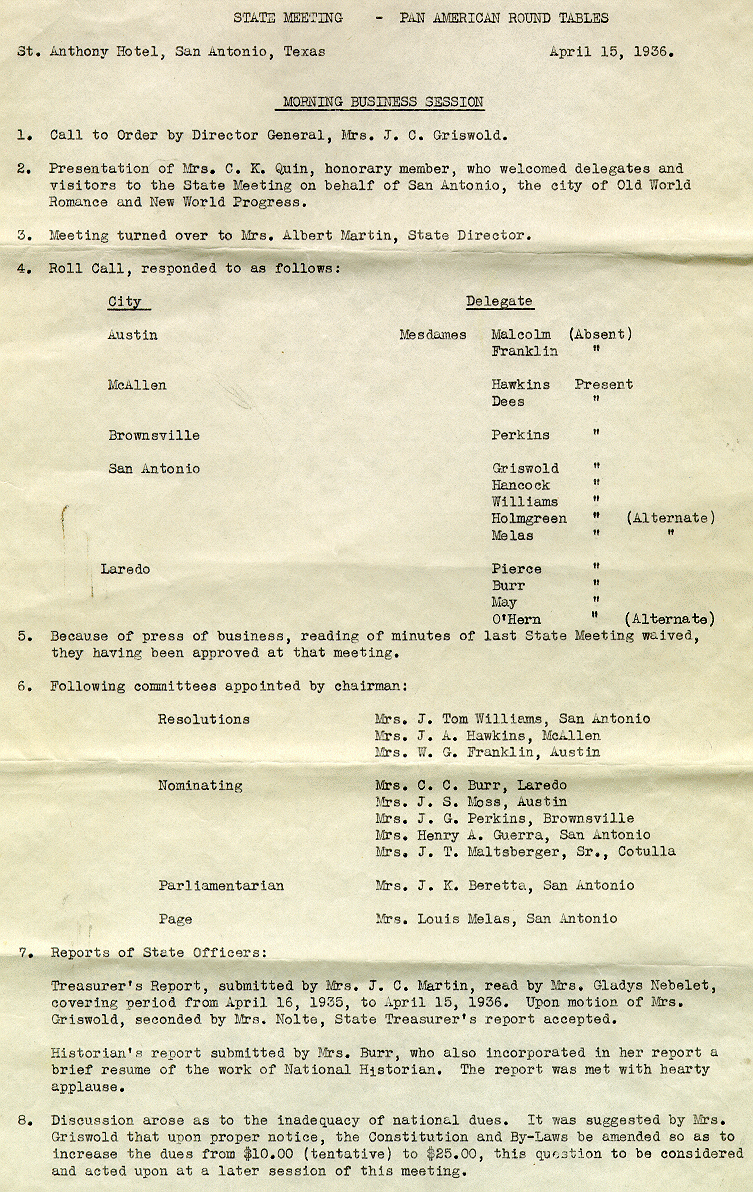 STATE MEETING - PAN AMERICAN ROUND TABLES
St. Anthony Hotel, San Antonio, Texas April 15, 1936.
MORNING BUSINESS SESSION
1. Call to Order by Director General, Mrs. J. C. Griswold.
2. Presentation of Mrs. C. K. Quin, honorary member, who welcomed delegates and
visitors to the State Meeting on behalf of San Antonio, the city of Old World
Romance and New World Progress.
3. Meeting turned over to Mrs. Albert Martin, State Director.
4. Roll Call, responded to as follows:
City Delegate
Austin Mesdames Malcolm (Absent)
Franklin "
McAllen Hawkins Present
Dees "
Brownsville Perkins "
San Antonio Griswold "
Hancock "
Williams "
Holmgreen " (Alternate)
Melas " "
Laredo Pierce "
Burr "
May "
O'Hern " (Alternate)
5. Because of press of business, reading of minutes of last State Meeting waived,
they having been approved at that meeting.
6. Following committees appointed by chairman:
Resolutions Mrs. J. Tom Williams, San Antonio
Mrs. J. A. Hawkins, McAllen
Mrs. W. G. Franklin, Austin
Nominating Mrs. C. C. Burr, Laredo
Mrs. J. S. Moss, Austin
Mrs. J. G. Perkins, Brownsville
Mrs. Henry A. Guerra, San Antonio
Mrs. J. T. Maltsberger, Sr., Cotulla
Parliamentarian Mrs. J. K. Beretta, San Antonio
Page Mrs. Louis Melas, San Antonio
7. Reports of State Officers:
Treasurer's Report, submitted by Mrs. J. C. Martin, read by Mrs. Gladys Nebelet,
covering period from April 16, 1935, to April 15, 1936. Upon motion of Mrs.
Griswold, seconded by Mrs. Nolte, State Treasurer's report accepted.
Historian's report submitted by Mrs. Burr, who also incorporated in her report a
brief resume of the work of National Historian. The report was met with hearty
applause.
8. Discussion arose as to the inadequacy of national dues. It was suggested by Mrs.
Griswold that upon proper notice, the Constitution and By-Laws be amended so as to
increase the dues from $10.00 (tentative) to $25.00, this question to be considered
and acted upon at a later session of this meeting.